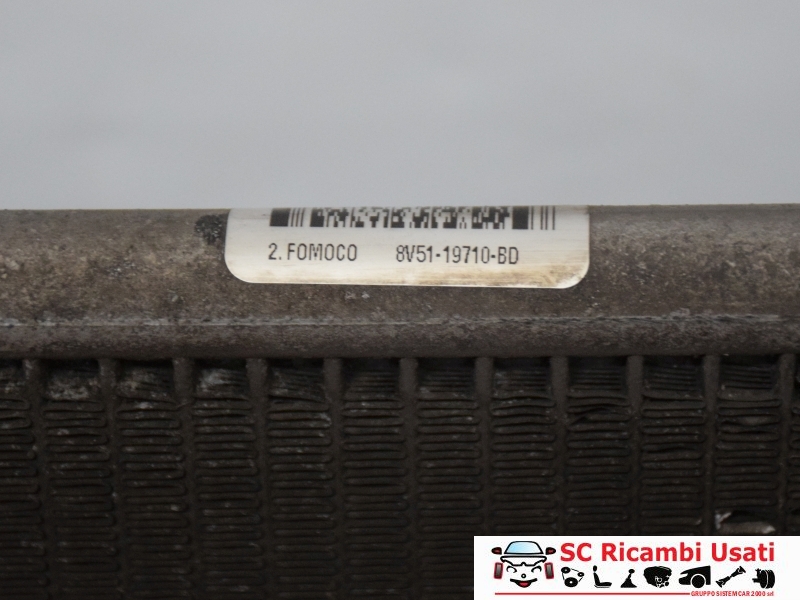 2. FOMOCO 8V51-19710-BD
SC Ricambi Usati
GRUPPO SISTEMCAR 2000 srl